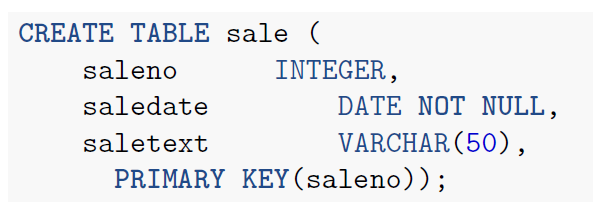 CREATE TABLE sale (
saleno INTEGER,
saledate DATE NOT NULL,
saletext VARCHAR(50),
PRIMARY KEY(saleno));